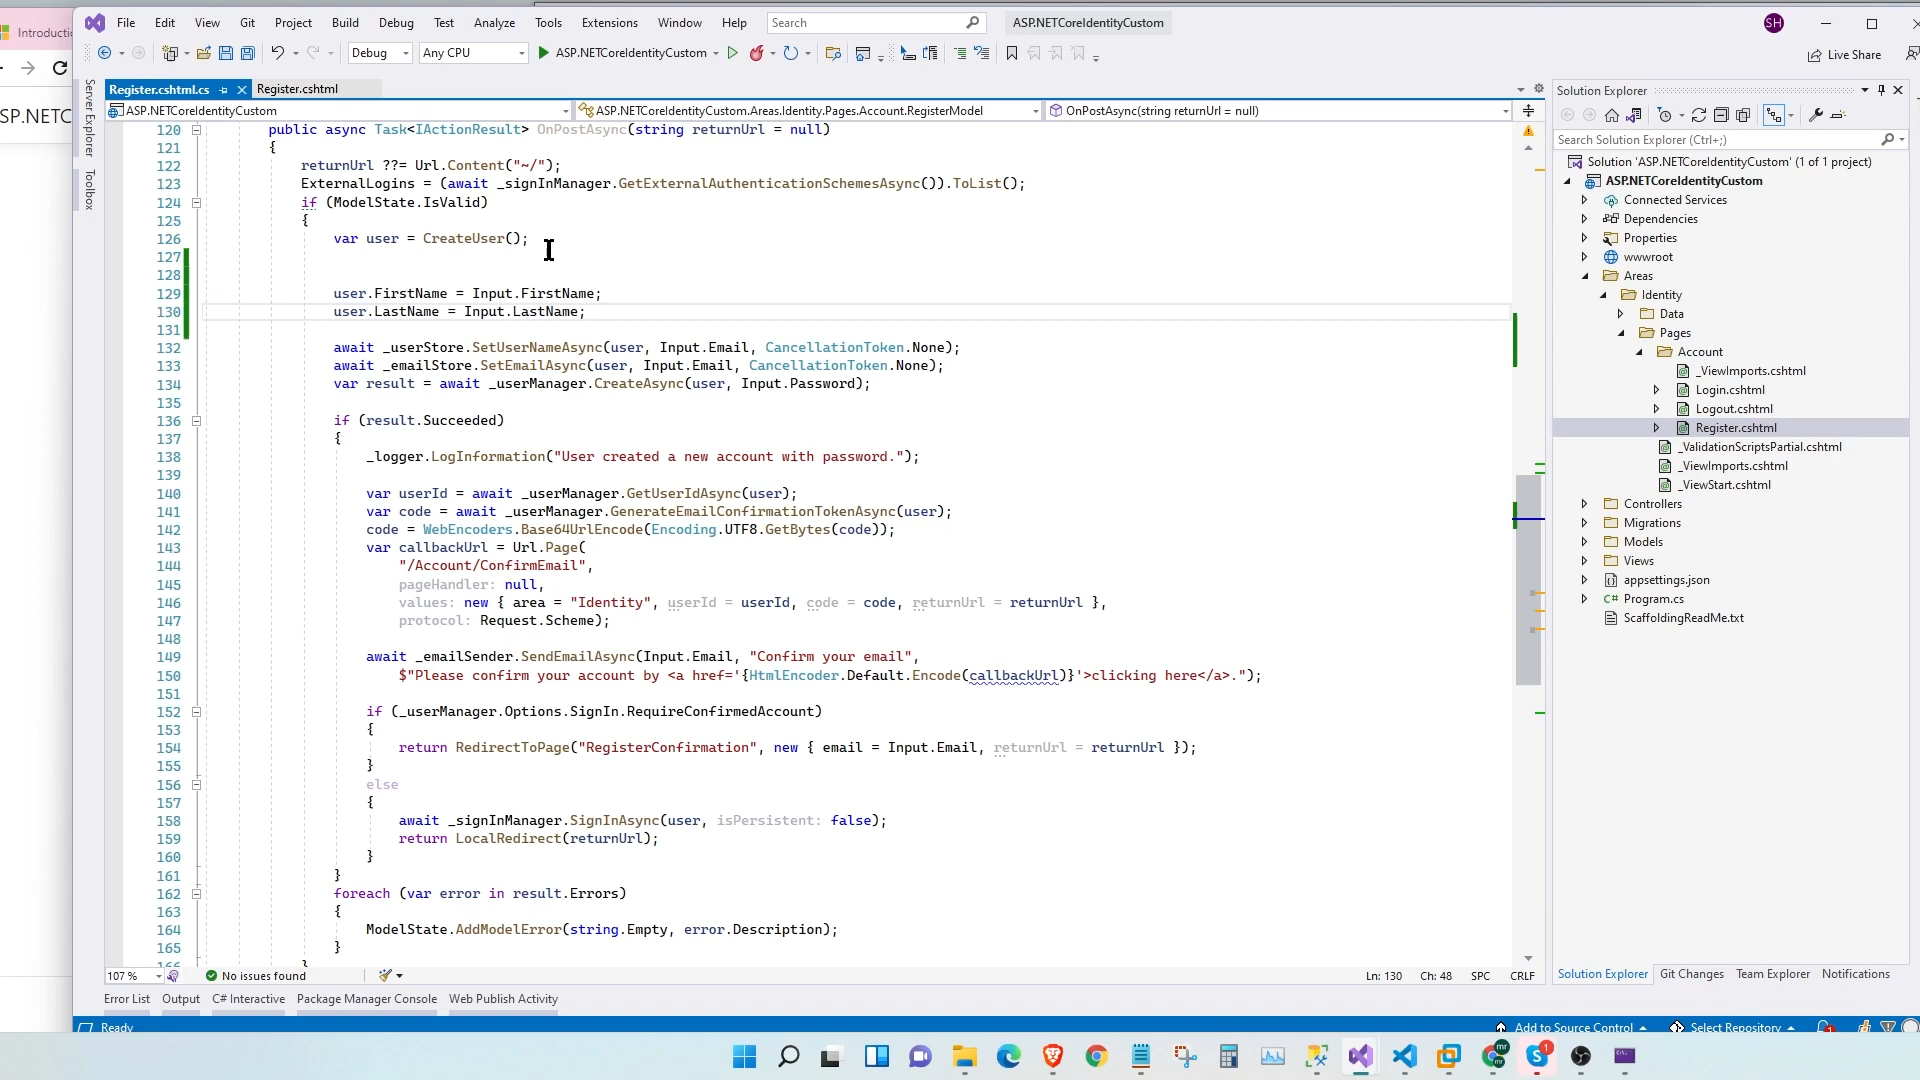 Introductic
SP.NETC
File Edit View Git Project Build Debug Test Analyze Tools Extensions Window Help Search ASP.NETCoreIdentityCustom SH
Debug Any CPU ASP.NETCoreIdentityCustom Live Share
Server Explorer
Toolbox
Register.cshtml.cs Register.cshtml
ASP.NETCoreIdentityCustom ASP.NETCoreIdentityCustom.Areas.Identity.Pages.Account.RegisterModel OnPostAsync(string returnUrl = null)
120 public async Task<IActionResult> OnPostAsync(string returnUrl = null)
121 {
122 returnUrl ??= Url.Content("~/");
123 ExternalLogins = (await _signInManager.GetExternalAuthenticationSchemesAsync()).ToList();
124 if (ModelState.IsValid)
125 {
126 var user = CreateUser();
127
128
129 user.FirstName = Input.FirstName;
130 user.LastName = Input.LastName;
131
132 await _userStore.SetUserNameAsync(user, Input.Email, CancellationToken.None);
133 await _emailStore.SetEmailAsync(user, Input.Email, CancellationToken.None);
134 var result = await _userManager.CreateAsync(user, Input.Password);
135
136 if (result.Succeeded)
137 {
138 _logger.LogInformation("User created a new account with password.");
139
140 var userId = await _userManager.GetUserIdAsync(user);
141 var code = await _userManager.GenerateEmailConfirmationTokenAsync(user);
142 code = WebEncoders.Base64UrlEncode(Encoding.UTF8.GetBytes(code));
143 var callbackUrl = Url.Page(
144 "/Account/ConfirmEmail",
145 pageHandler: null,
146 values: new { area = "Identity", userId = userId, code = code, returnUrl = returnUrl },
147 protocol: Request.Scheme);
148
149 await _emailSender.SendEmailAsync(Input.Email, "Confirm your email",
150 $"Please confirm your account by <a href='{HtmlEncoder.Default.Encode(callbackUrl)}'>clicking here</a>.");
151
152 if (_userManager.Options.SignIn.RequireConfirmedAccount)
153 {
154 return RedirectToPage("RegisterConfirmation", new { email = Input.Email, returnUrl = returnUrl });
155 }
156 else
157 {
158 await _signInManager.SignInAsync(user, isPersistent: false);
159 return LocalRedirect(returnUrl);
160 }
161 }
162 foreach (var error in result.Errors)
163 {
164 ModelState.AddModelError(string.Empty, error.Description);
165 }
166 }
107 % No issues found Ln: 130 Ch: 48 SPC CRLF
Error List Output C# Interactive Package Manager Console Web Publish Activity
Solution Explorer
Search Solution Explorer (Ctrl+;)
Solution 'ASP.NETCoreIdentityCustom' (1 of 1 project)
ASP.NETCoreIdentityCustom
Connected Services
Dependencies
Properties
wwwroot
Areas
Identity
Data
Pages
Account
_ViewImports.cshtml
Login.cshtml
Logout.cshtml
Register.cshtml
_ValidationScriptsPartial.cshtml
_ViewImports.cshtml
_ViewStart.cshtml
Controllers
Migrations
Models
Views
appsettings.json
C# Program.cs
ScaffoldingReadMe.txt
Solution Explorer Git Changes Team Explorer Notifications
Ready Add to Source Control Select Repository 1
mr
mr
S 1